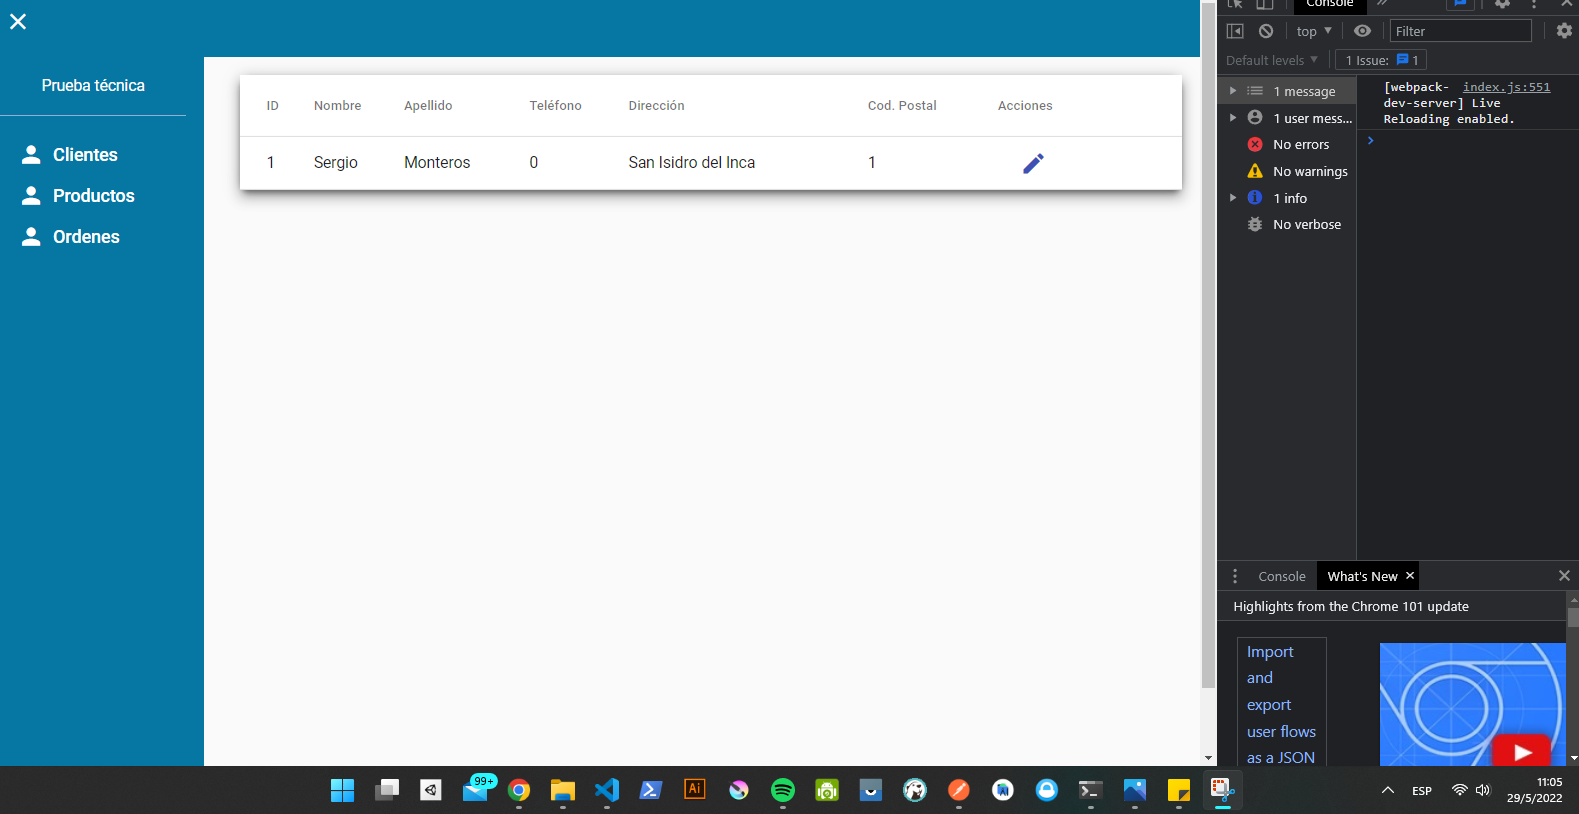 Prueba técnica
Clientes
Productos
Ordenes
ID Nombre Apellido Teléfono Dirección Cod. Postal Acciones
1 Sergio Monteros 0 San Isidro del Inca 1
Console
top
Filter
Default levels
1 Issue: 1
1 message
1 user mess...
No errors
No warnings
1 info
No verbose
[webpack- index.js:551
dev-server] Live
Reloading enabled.
Console
What's New
Highlights from the Chrome 101 update
Import
and
export
user flows
as a JSON
99+
Ai
ESP
11:05
29/5/2022